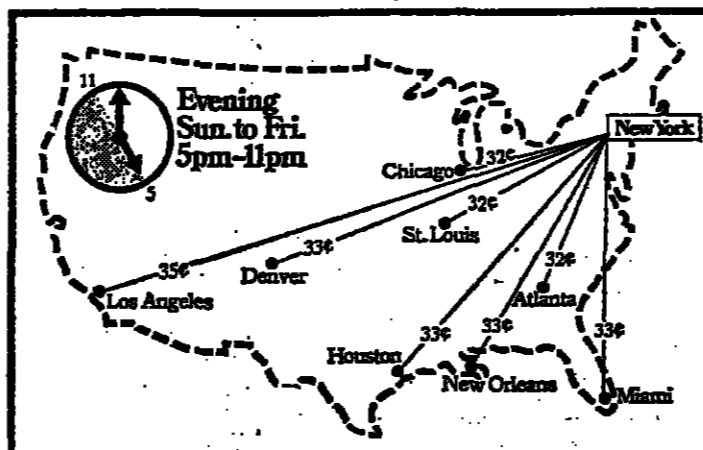 11
Evening
Sun. to Fri.
5pm-11pm
5
New York
Chicago
32¢
32¢
St. Louis
33¢
Denver
35¢
Los Angeles
32¢
Atlanta
33¢
Houston
33¢
New Orleans
33¢
Miami